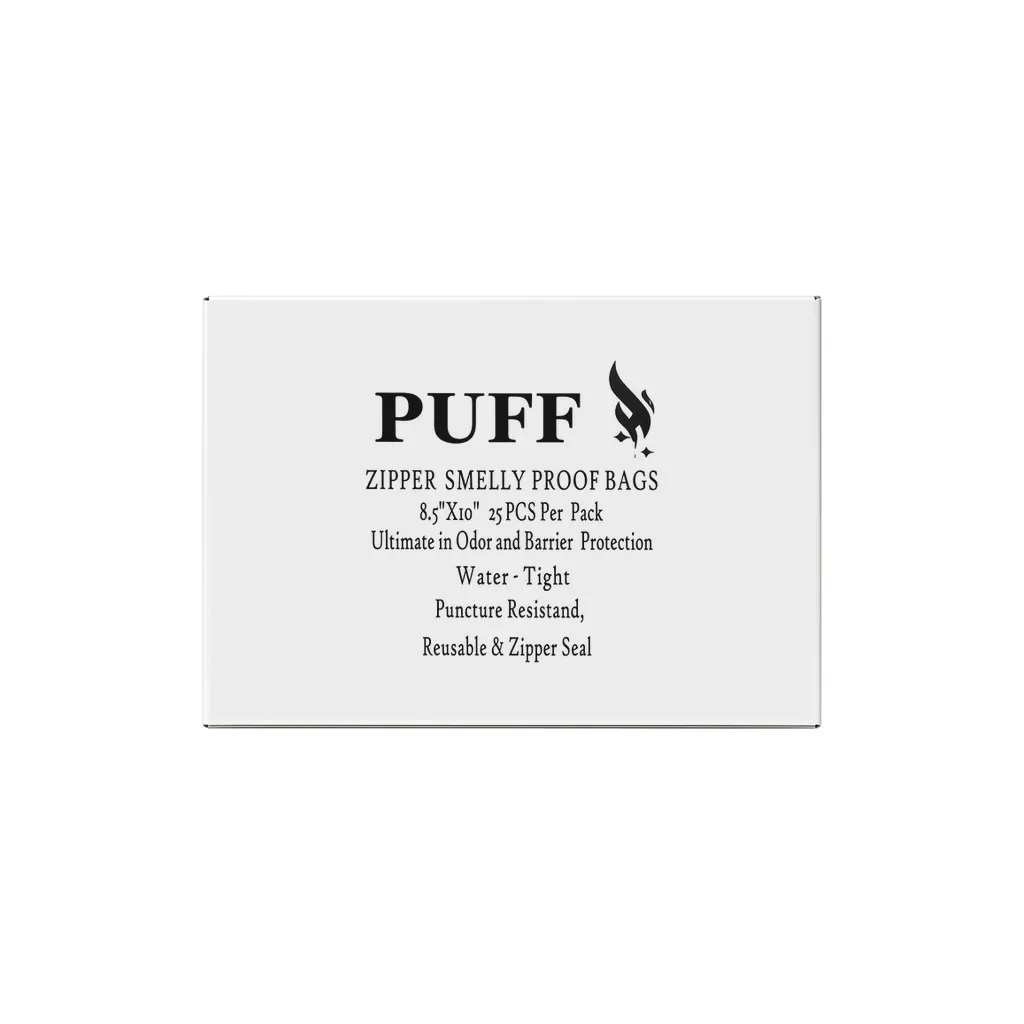 PUFF
ZIPPER SMELLY PROOF BAGS
8.5"X10" 25 PCS Per Pack
Ultimate in Odor and Barrier Protection
Water - Tight
Puncture Resistand,
Reusable & Zipper Seal